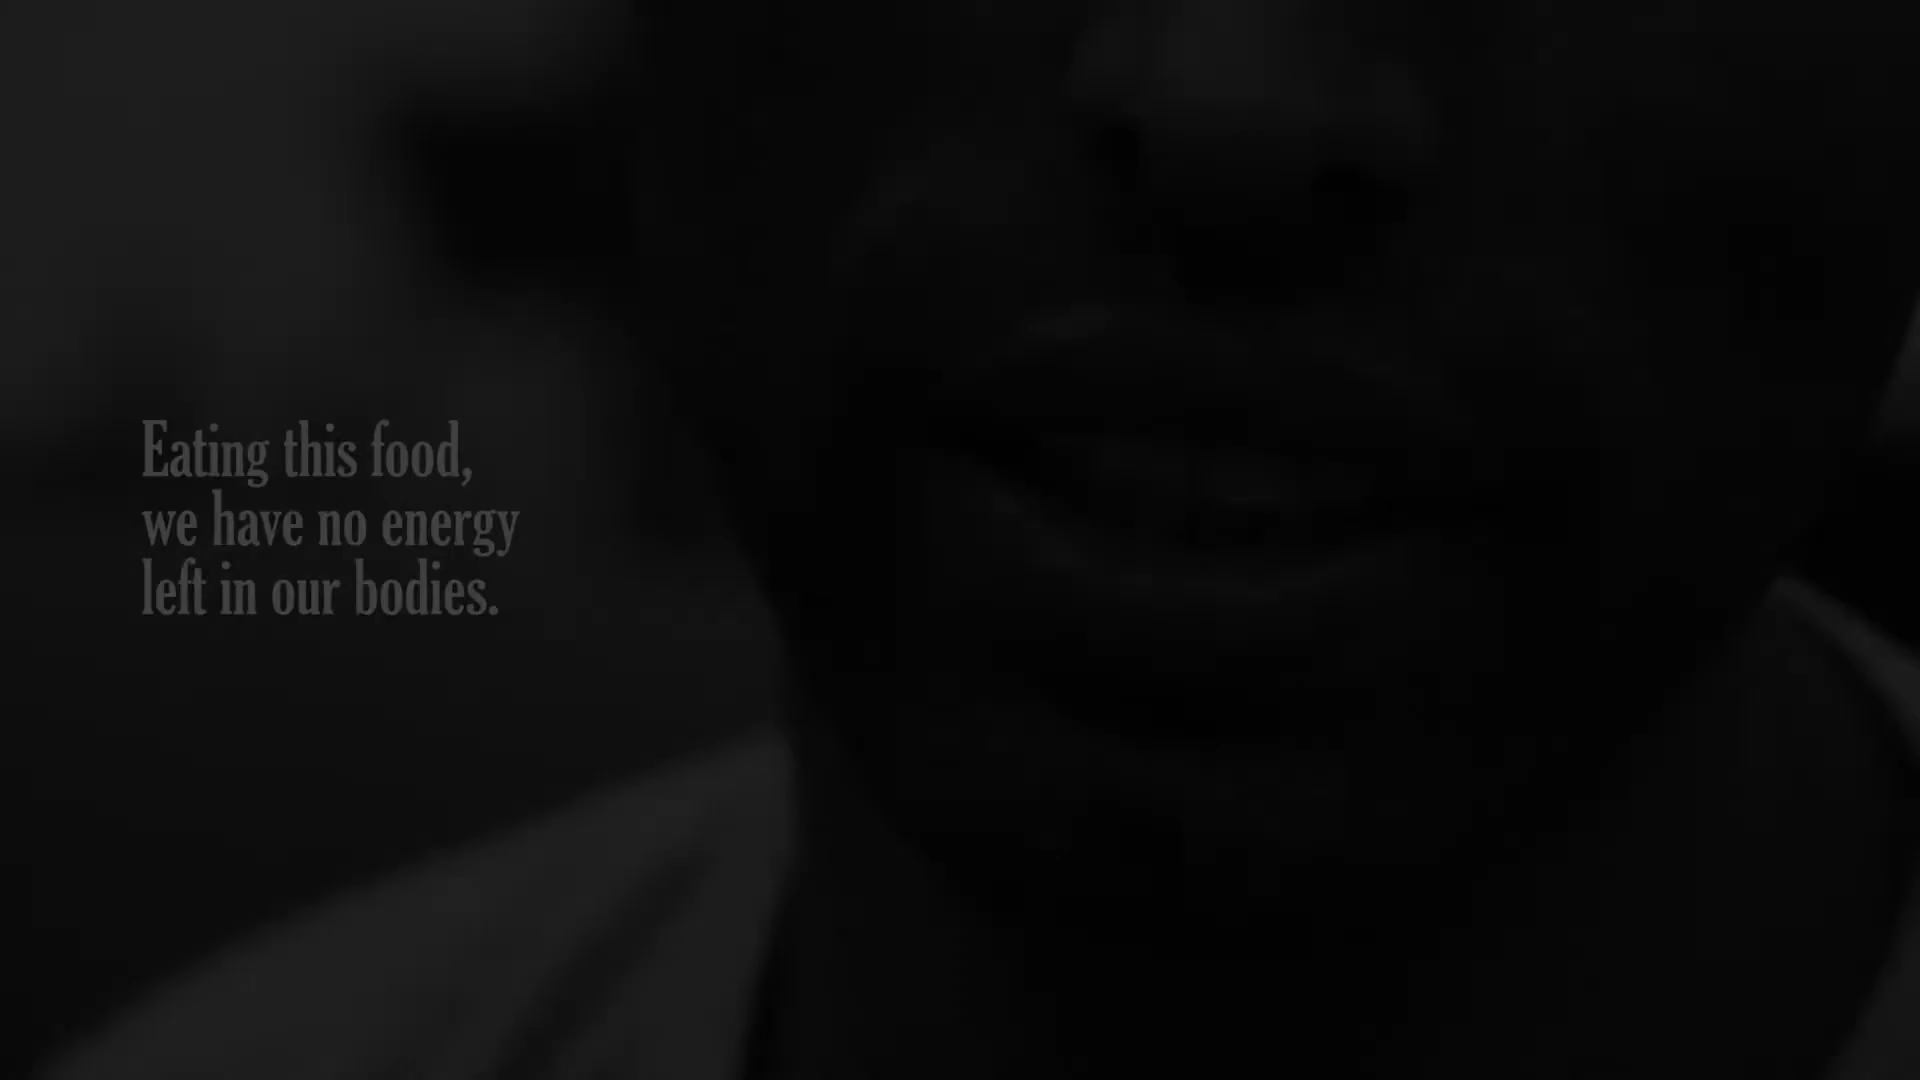 Eating this food,
we have no energy
left in our bodies.